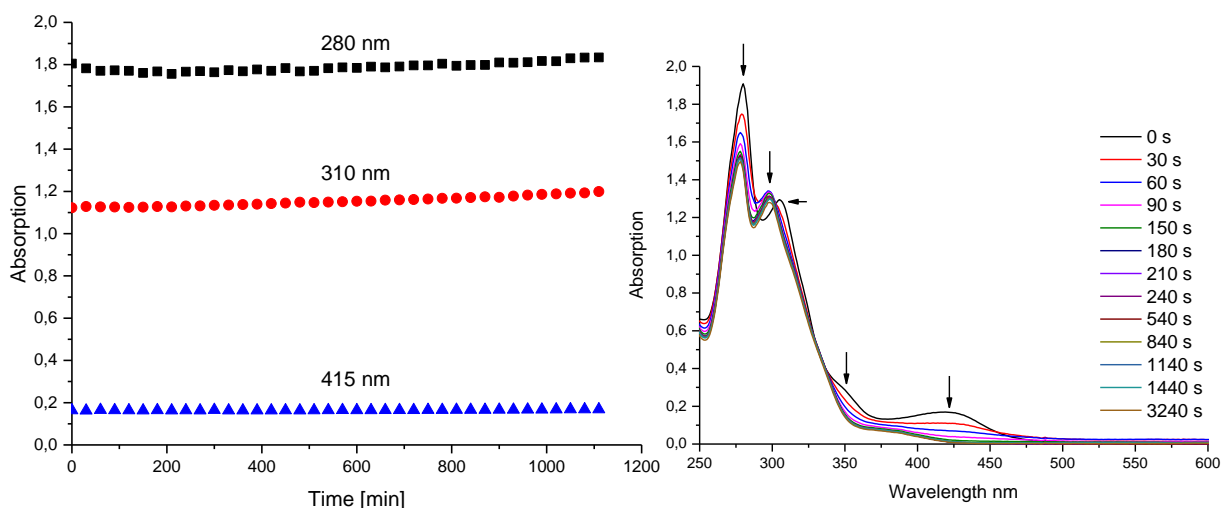 2,0
1,8
1,6
1,4
1,2
1,0
0,8
0,6
0,4
0,2
0,0
Absorption
280 nm
310 nm
415 nm
0 200 400 600 800 1000 1200
Time [min]
2,0
1,8
1,6
1,4
1,2
1,0
0,8
0,6
0,4
0,2
0,0
Absorption
250 300 350 400 450 500 550 600
Wavelength nm
0 s
30 s
60 s
90 s
150 s
180 s
210 s
240 s
540 s
840 s
1140 s
1440 s
3240 s